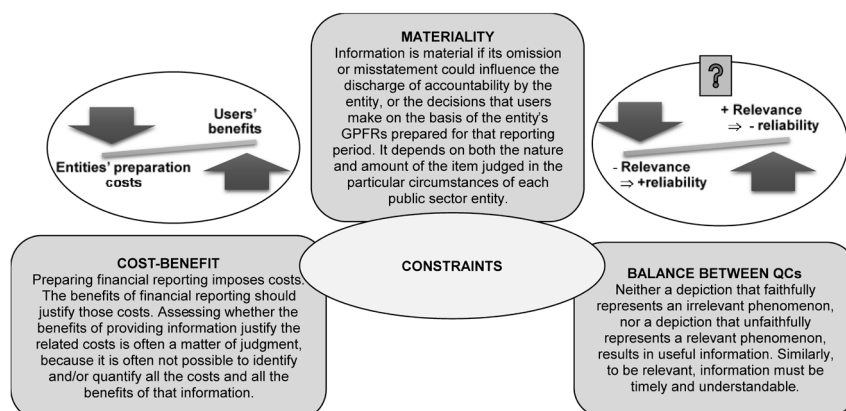 MATERIALITY
Information is material if its omission
or misstatement could influence the
discharge of accountability by the
entity, or the decisions that users
make on the basis of the entity's
GPFRs prepared for that reporting
period. It depends on both the nature
and amount of the item judged in the
particular circumstances of each
public sector entity.
Users'
benefits
Entities' preparation
costs
?
+ Relevance
⇒ - reliability
- Relevance
⇒ +reliability
CONSTRAINTS
COST-BENEFIT
Preparing financial reporting imposes costs.
The benefits of financial reporting should
justify those costs. Assessing whether the
benefits of providing information justify the
related costs is often a matter of judgment,
because it is often not possible to identify
and/or quantify all the costs and all the
benefits of that information.
BALANCE BETWEEN QCs
Neither a depiction that faithfully
represents an irrelevant phenomenon,
nor a depiction that unfaithfully
represents a relevant phenomenon,
results in useful information. Similarly,
to be relevant, information must be
timely and understandable.